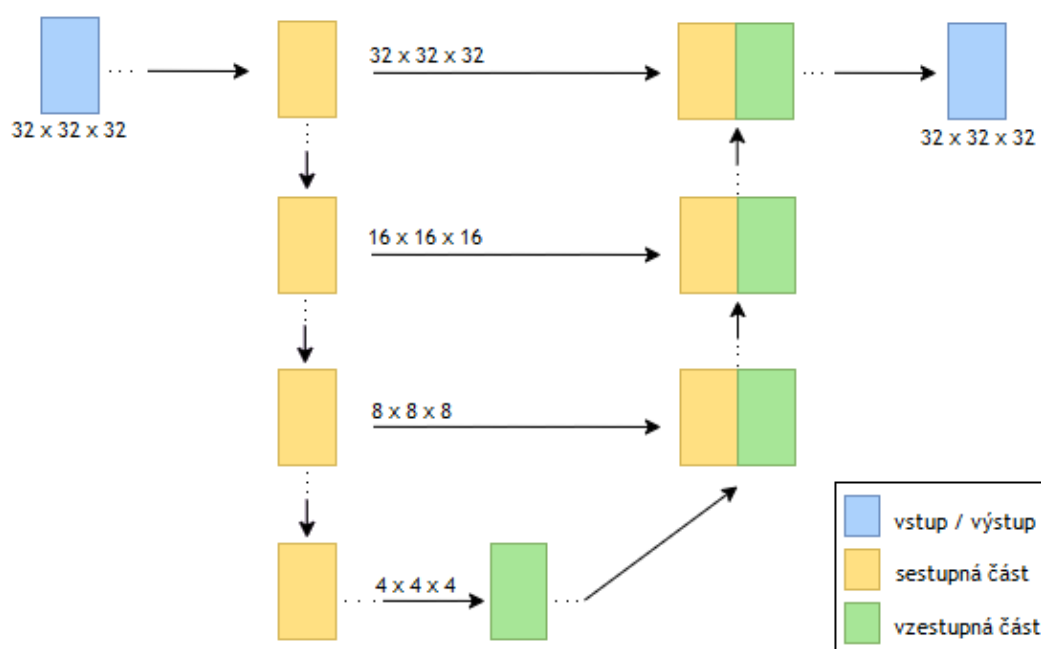 32 x 32 x 32
32 x 32 x 32
32 x 32 x 32
16 x 16 x 16
8 x 8 x 8
4 x 4 x 4
vstup / výstup
sestupná část
vzestupná část